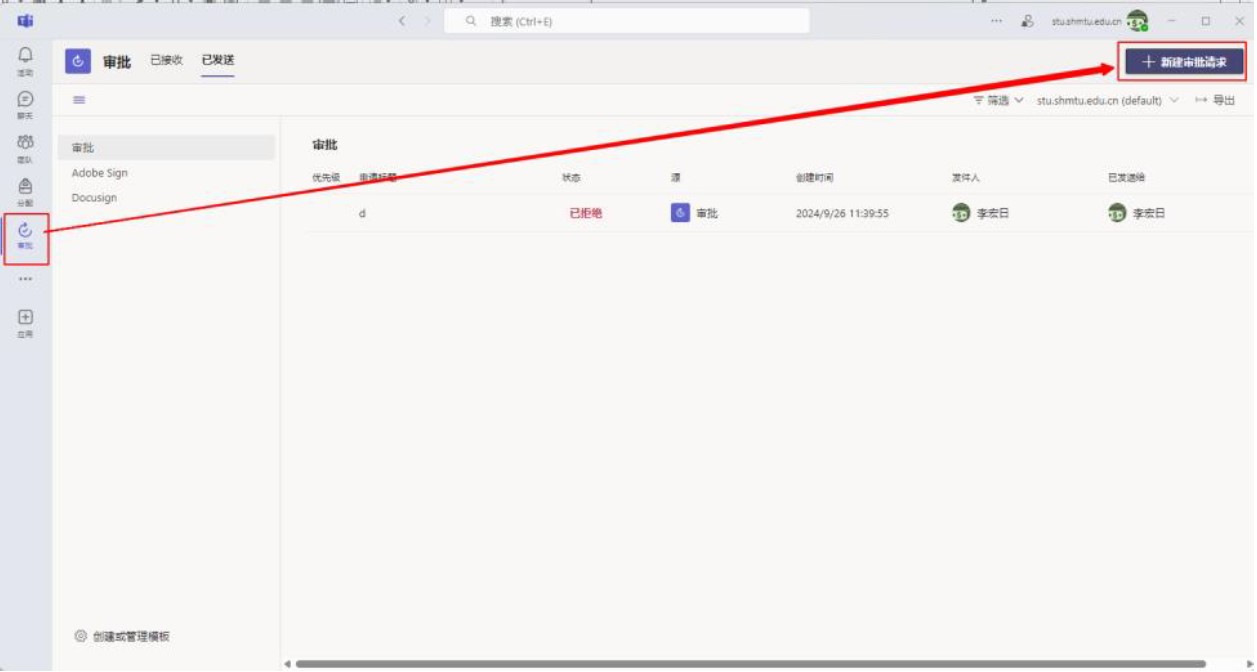 搜索 (Ctrl+E)
stu.shmtu.edu.cn
活动
聊天
团队
分配
审批
应用
审批 已接收 已发送
新建审批请求
筛选 stu.shmtu.edu.cn (default) 导出
审批
Adobe Sign
Docusign
创建或管理模板
审批
优先级 申请标题 状态 源 创建时间 发件人 已发送给
d 已拒绝 审批 2024/9/26 11:39:55 李宏日 李宏日